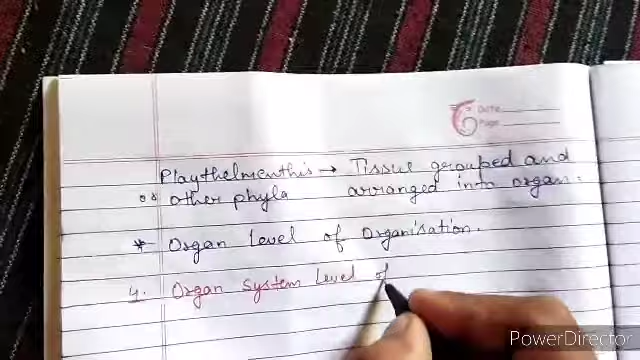 Date
Page
Playthelmenthis → Tissue grouped and
or other phyla arranged into organ.
* Organ level of organisation.
4. Organ system level of
PowerDirector